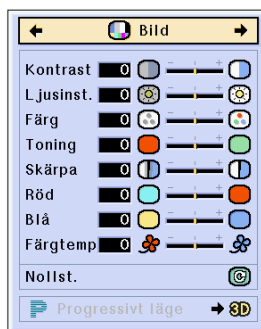 Bild
Kontrast 0
Ljusinst. 0
Färg 0
Toning 0
Skärpa 0
Röd 0
Blå 0
Färgtemp 0
Nollst.
Progressivt läge 3D